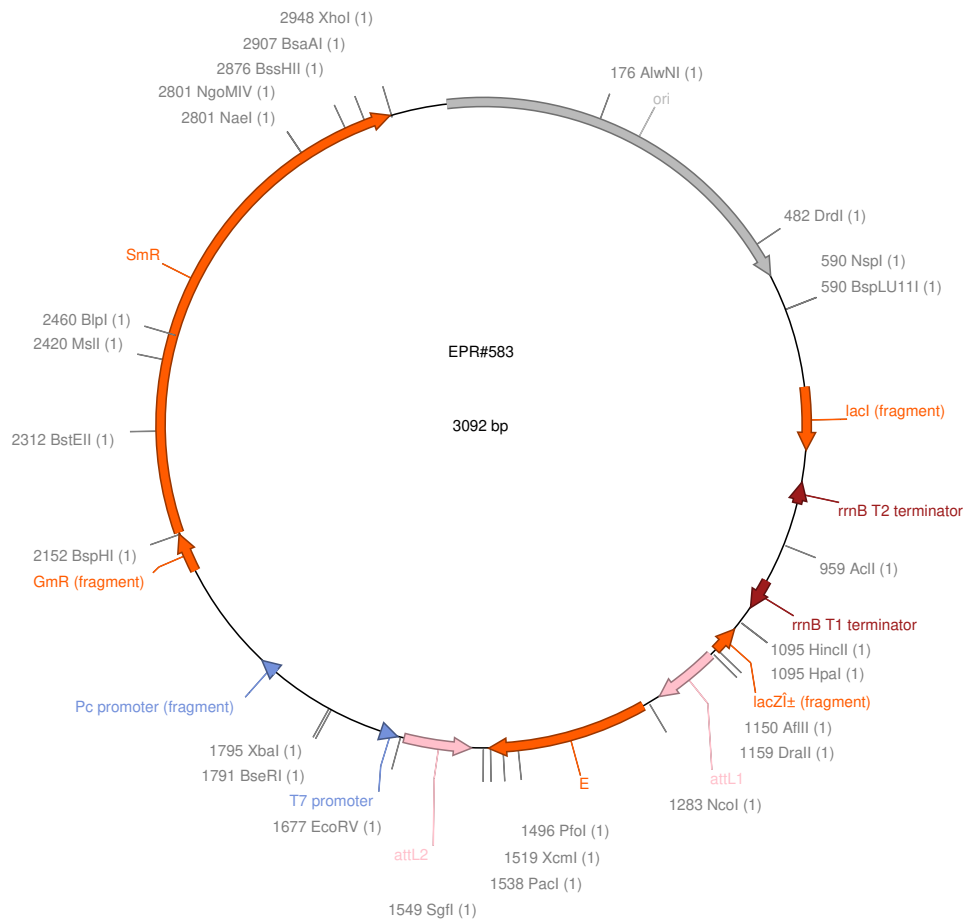 2948 XhoI (1)
2907 BsaAI (1)
2876 BssHII (1)
2801 NgoMIV (1)
2801 NaeI (1)
176 AlwNI (1)
ori
482 DrdI (1)
590 NspI (1)
590 BspLU11I (1)
SmR
2460 BlpI (1)
2420 MslI (1)
EPR#583
3092 bp
lacI (fragment)
2312 BstEII (1)
rrnB T2 terminator
2152 BspHI (1)
GmR (fragment)
959 AclI (1)
rrnB T1 terminator
1095 HincII (1)
1095 HpaI (1)
lacZÎ± (fragment)
Pc promoter (fragment)
1150 AflII (1)
1159 DraII (1)
1795 XbaI (1)
1791 BseRI (1)
attL1
E
T7 promoter
1283 NcoI (1)
1677 EcoRV (1)
1496 PfoI (1)
attL2
1519 XcmI (1)
1538 PacI (1)
1549 SgfI (1)